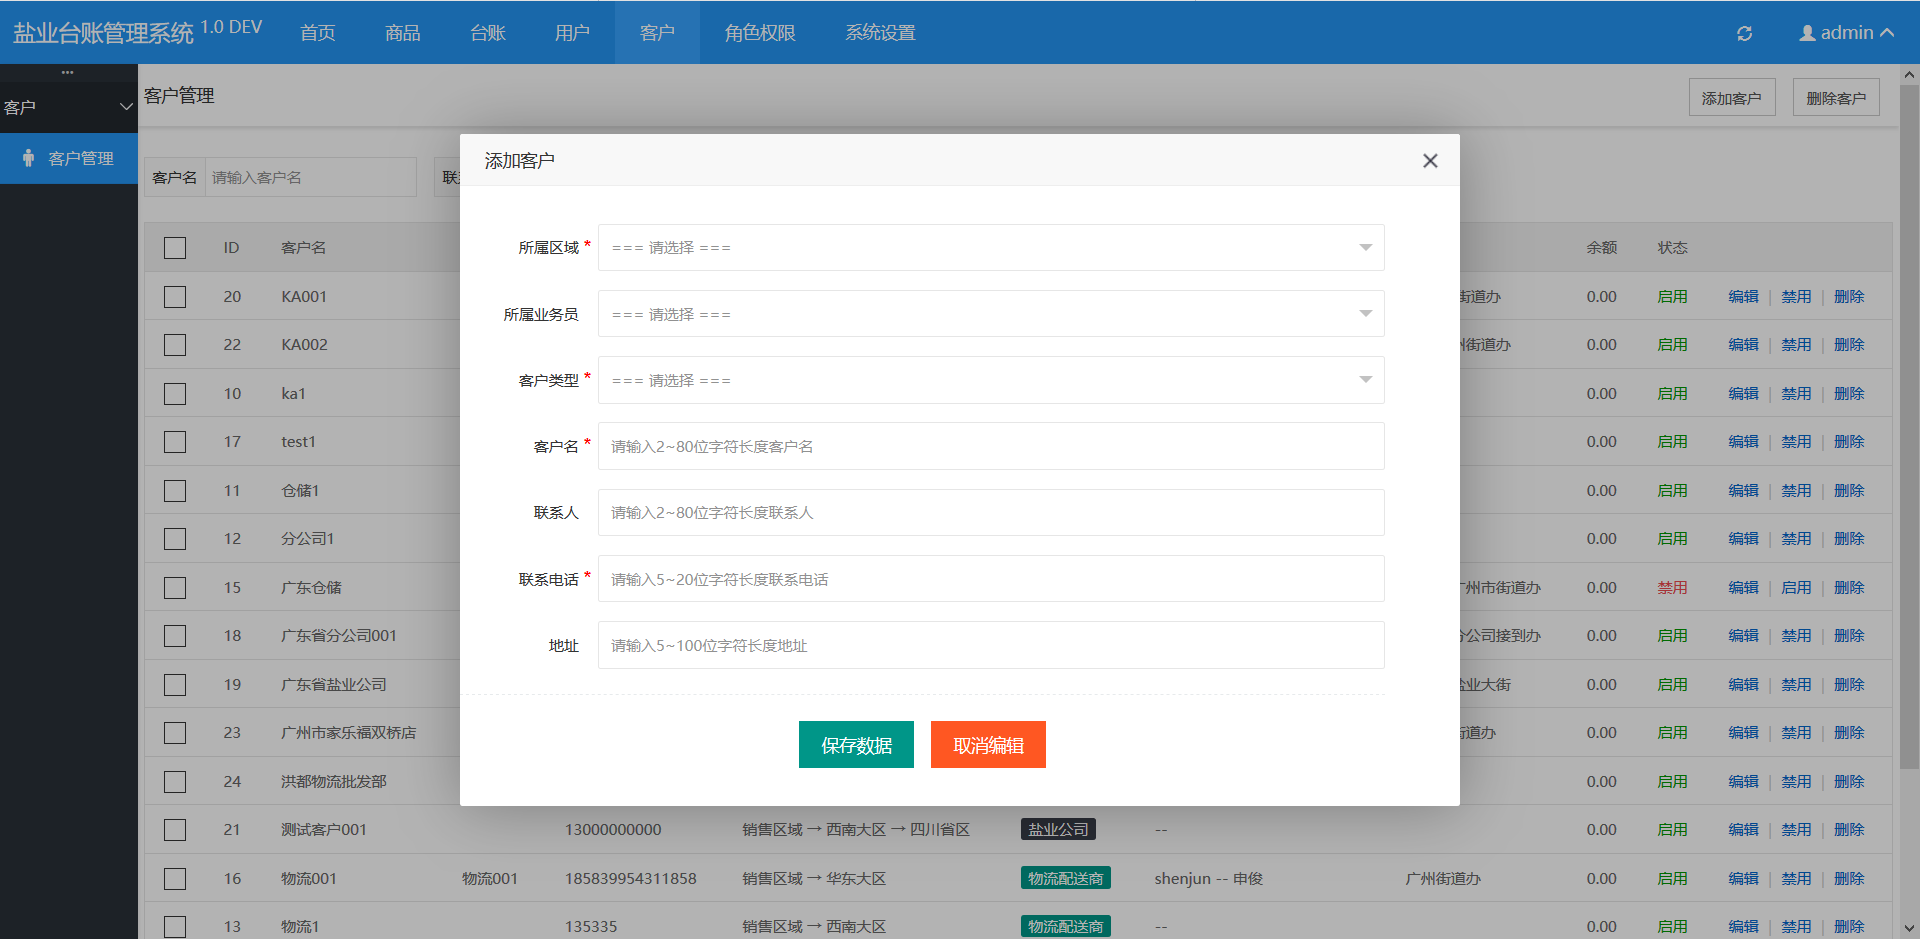 盐业台账管理系统 1.0 DEV 首页 商品 台账 用户 客户 角色权限 系统设置 admin
客户
客户管理
客户管理 添加客户 删除客户
客户名 请输入客户名
添加客户
所属区域 * === 请选择 ===
所属业务员 === 请选择 ===
客户类型 * === 请选择 ===
客户名 * 请输入2~80位字符长度客户名
联系人 请输入2~80位字符长度联系人
联系电话 * 请输入5~20位字符长度联系电话
地址 请输入5~100位字符长度地址
保存数据 取消编辑
ID 客户名 余额 状态
20 KA001 街道办 0.00 启用 编辑 | 禁用 | 删除
22 KA002 街道办 0.00 启用 编辑 | 禁用 | 删除
10 ka1 0.00 启用 编辑 | 禁用 | 删除
17 test1 0.00 启用 编辑 | 禁用 | 删除
11 仓储1 0.00 启用 编辑 | 禁用 | 删除
12 分公司1 0.00 启用 编辑 | 禁用 | 删除
15 广东仓储 州市街道办 0.00 禁用 编辑 | 启用 | 删除
18 广东省分公司001 公司接到办 0.00 启用 编辑 | 禁用 | 删除
19 广东省盐业公司 业大街 0.00 启用 编辑 | 禁用 | 删除
23 广州市家乐福双桥店 道办 0.00 启用 编辑 | 禁用 | 删除
24 洪都物流批发部 0.00 启用 编辑 | 禁用 | 删除
21 测试客户001 13000000000 销售区域 → 西南大区 → 四川省区 盐业公司 -- 0.00 启用 编辑 | 禁用 | 删除
16 物流001 物流001 185839954311858 销售区域 → 华东大区 物流配送商 shenjun -- 申俊 广州街道办 0.00 启用 编辑 | 禁用 | 删除
13 物流1 135335 销售区域 → 西南大区 物流配送商 -- 0.00 启用 编辑 | 禁用 | 删除